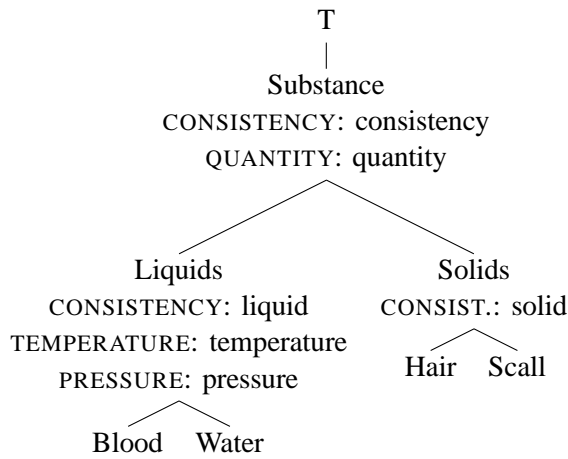 T
Substance
CONSISTENCY: consistency
QUANTITY: quantity
Liquids
CONSISTENCY: liquid
TEMPERATURE: temperature
PRESSURE: pressure
Blood Water
Solids
CONSIST.: solid
Hair Scall